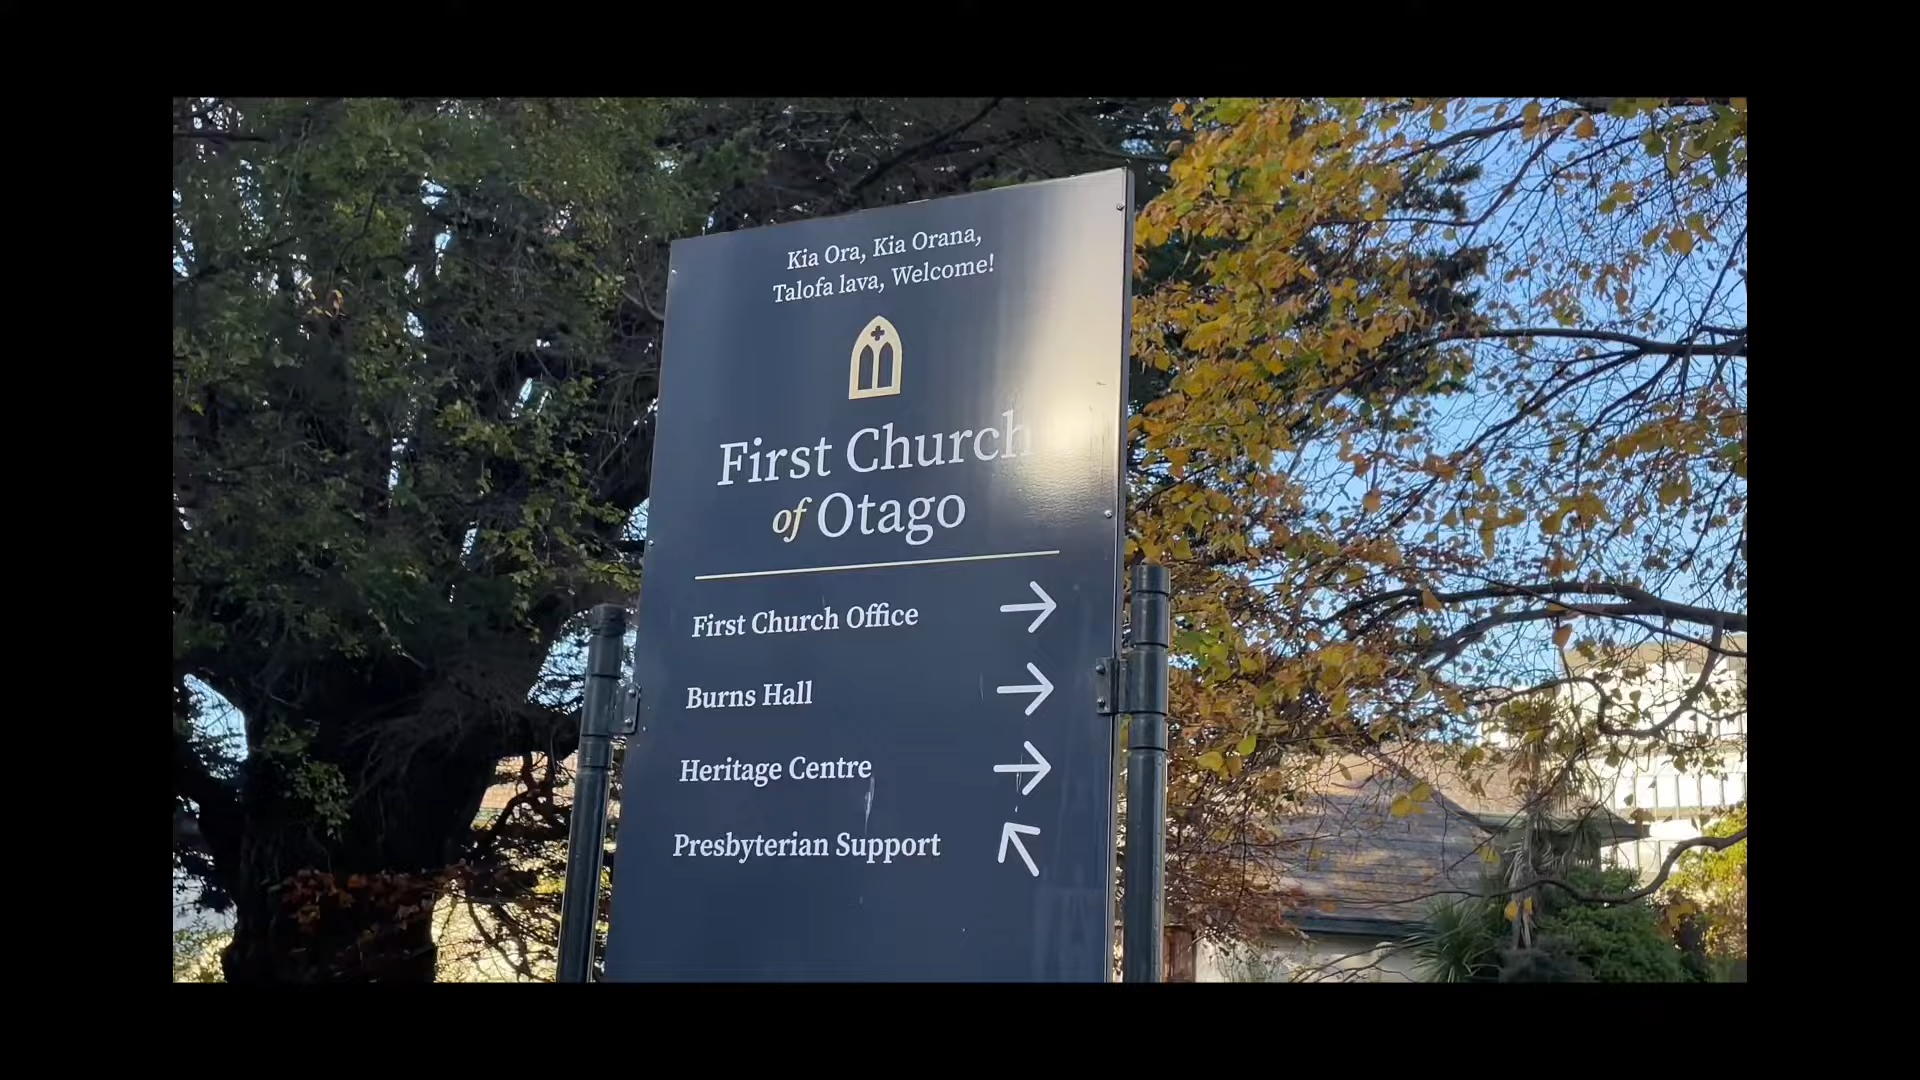 Kia Ora, Kia Orana,
Talofa lava, Welcome!
First Church
of Otago
First Church Office
Burns Hall
Heritage Centre
Presbyterian Support